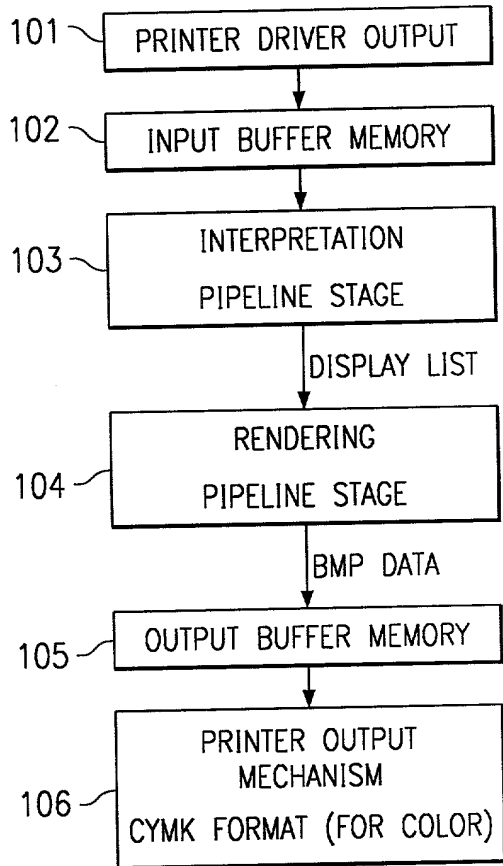 101
PRINTER DRIVER OUTPUT
102
INPUT BUFFER MEMORY
103
INTERPRETATION
PIPELINE STAGE
DISPLAY LIST
104
RENDERING
PIPELINE STAGE
BMP DATA
105
OUTPUT BUFFER MEMORY
106
PRINTER OUTPUT
MECHANISM
CYMK FORMAT (FOR COLOR)